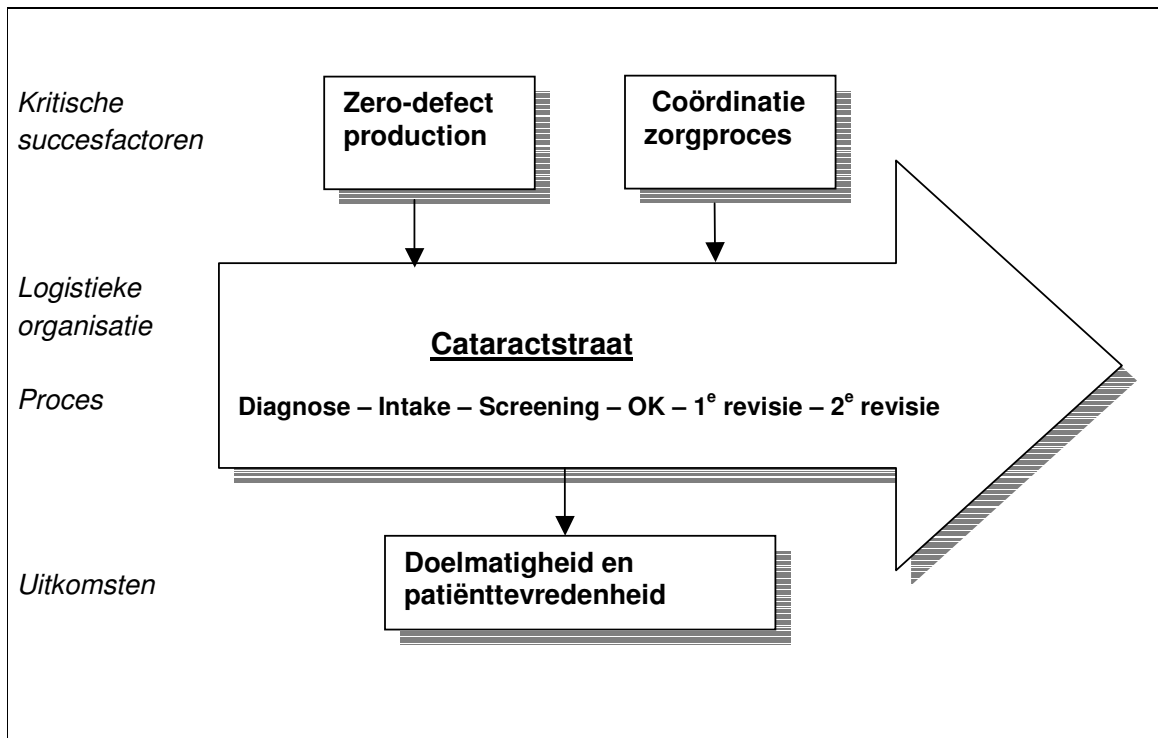 Kritische
succesfactoren
Zero-defect
production
Coördinatie
zorgproces
Logistieke
organisatie
Cataractstraat
Proces
Diagnose – Intake – Screening – OK – 1e revisie – 2e revisie
Uitkomsten
Doelmatigheid en
patiënttevredenheid